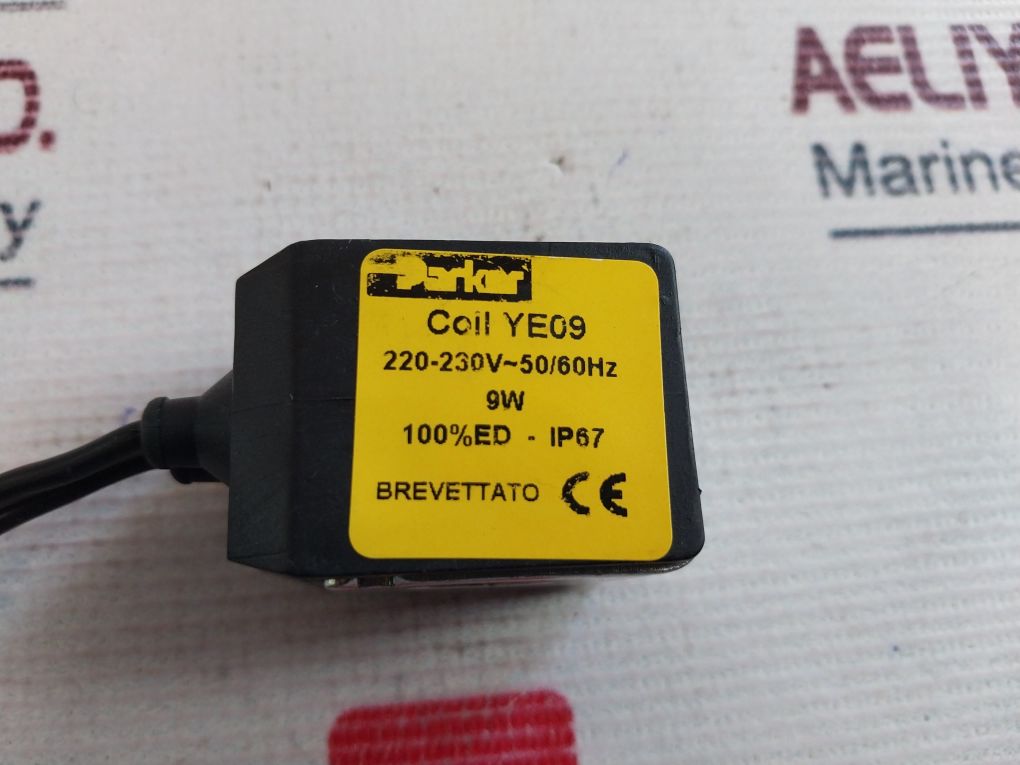 D.
y
AELIY
Marine
Parker
Coil YE09
220-230V~50/60Hz
9W
100%ED - IP67
BREVETTATO CE